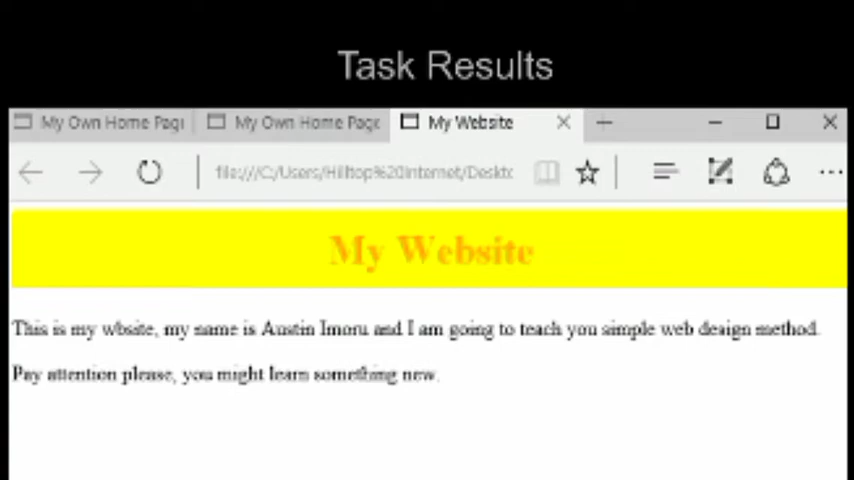 Task Results
My Own Home Page
My Own Home Page
My Website
file:///C:/Users/Hilltop%20Internet/Deskto
My Website
This is my wbsite, my name is Austin Imoru and I am going to teach you simple web design method.
Pay attention please, you might learn something new.